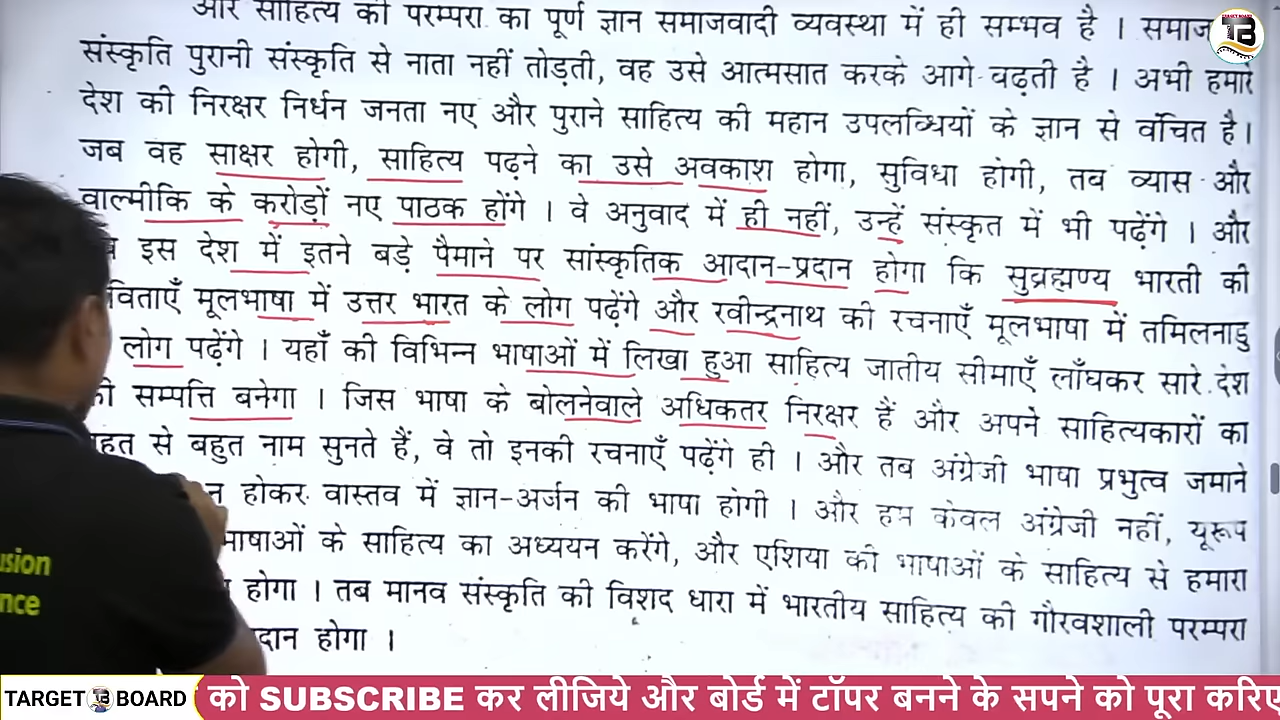 और साहित्य की परम्परा का पूर्ण ज्ञान समाजवादी व्यवस्था में ही सम्भव है । समाज
संस्कृति पुरानी संस्कृति से नाता नहीं तोड़ती, वह उसे आत्मसात करके आगे बढ़ती है । अभी हमारे
देश की निरक्षर निर्धन जनता नए और पुराने साहित्य की महान उपलब्धियों के ज्ञान से वंचित है।
जब वह साक्षर होगी, साहित्य पढ़ने का उसे अवकाश होगा, सुविधा होगी, तब व्यास और
वाल्मीकि के करोड़ों नए पाठक होंगे । वे अनुवाद में ही नहीं, उन्हें संस्कृत में भी पढ़ेंगे । और
इस देश में इतने बड़े पैमाने पर सांस्कृतिक आदान-प्रदान होगा कि सुब्रह्मण्य भारती की
विताएँ मूलभाषा में उत्तर भारत के लोग पढ़ेंगे और रवीन्द्रनाथ की रचनाएँ मूलभाषा में तमिलनाडु
लोग पढ़ेंगे । यहाँ की विभिन्न भाषाओं में लिखा हुआ साहित्य जातीय सीमाएँ लाँघकर सारे देश
की सम्पत्ति बनेगा । जिस भाषा के बोलनेवाले अधिकतर निरक्षर हैं और अपने साहित्यकारों का
हत से बहुत नाम सुनते हैं, वे तो इनकी रचनाएँ पढ़ेंगे ही । और तब अंग्रेजी भाषा प्रभुत्व जमाने
न होकर वास्तव में ज्ञान-अर्जन की भाषा होगी । और हम केवल अंग्रेजी नहीं, यूरूप
भाषाओं के साहित्य का अध्ययन करेंगे, और एशिया की भाषाओं के साहित्य से हमारा
होगा । तब मानव संस्कृति की विशद धारा में भारतीय साहित्य की गौरवशाली परम्परा
दान होगा ।
usion
nce
TARGET BOARD
TB
TARGET TB BOARD को SUBSCRIBE कर लीजिये और बोर्ड में टॉपर बनने के सपने को पूरा करिए